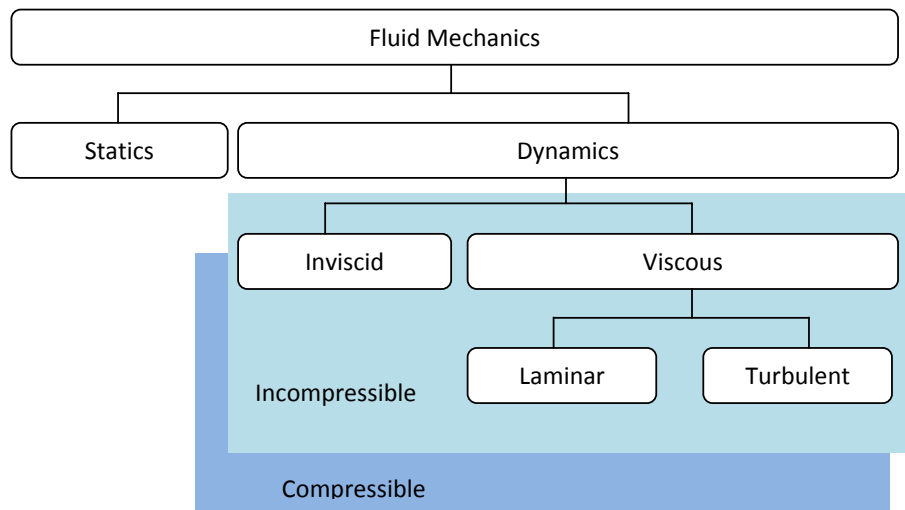 Fluid Mechanics
Statics
Dynamics
Inviscid
Viscous
Laminar
Turbulent
Incompressible
Compressible